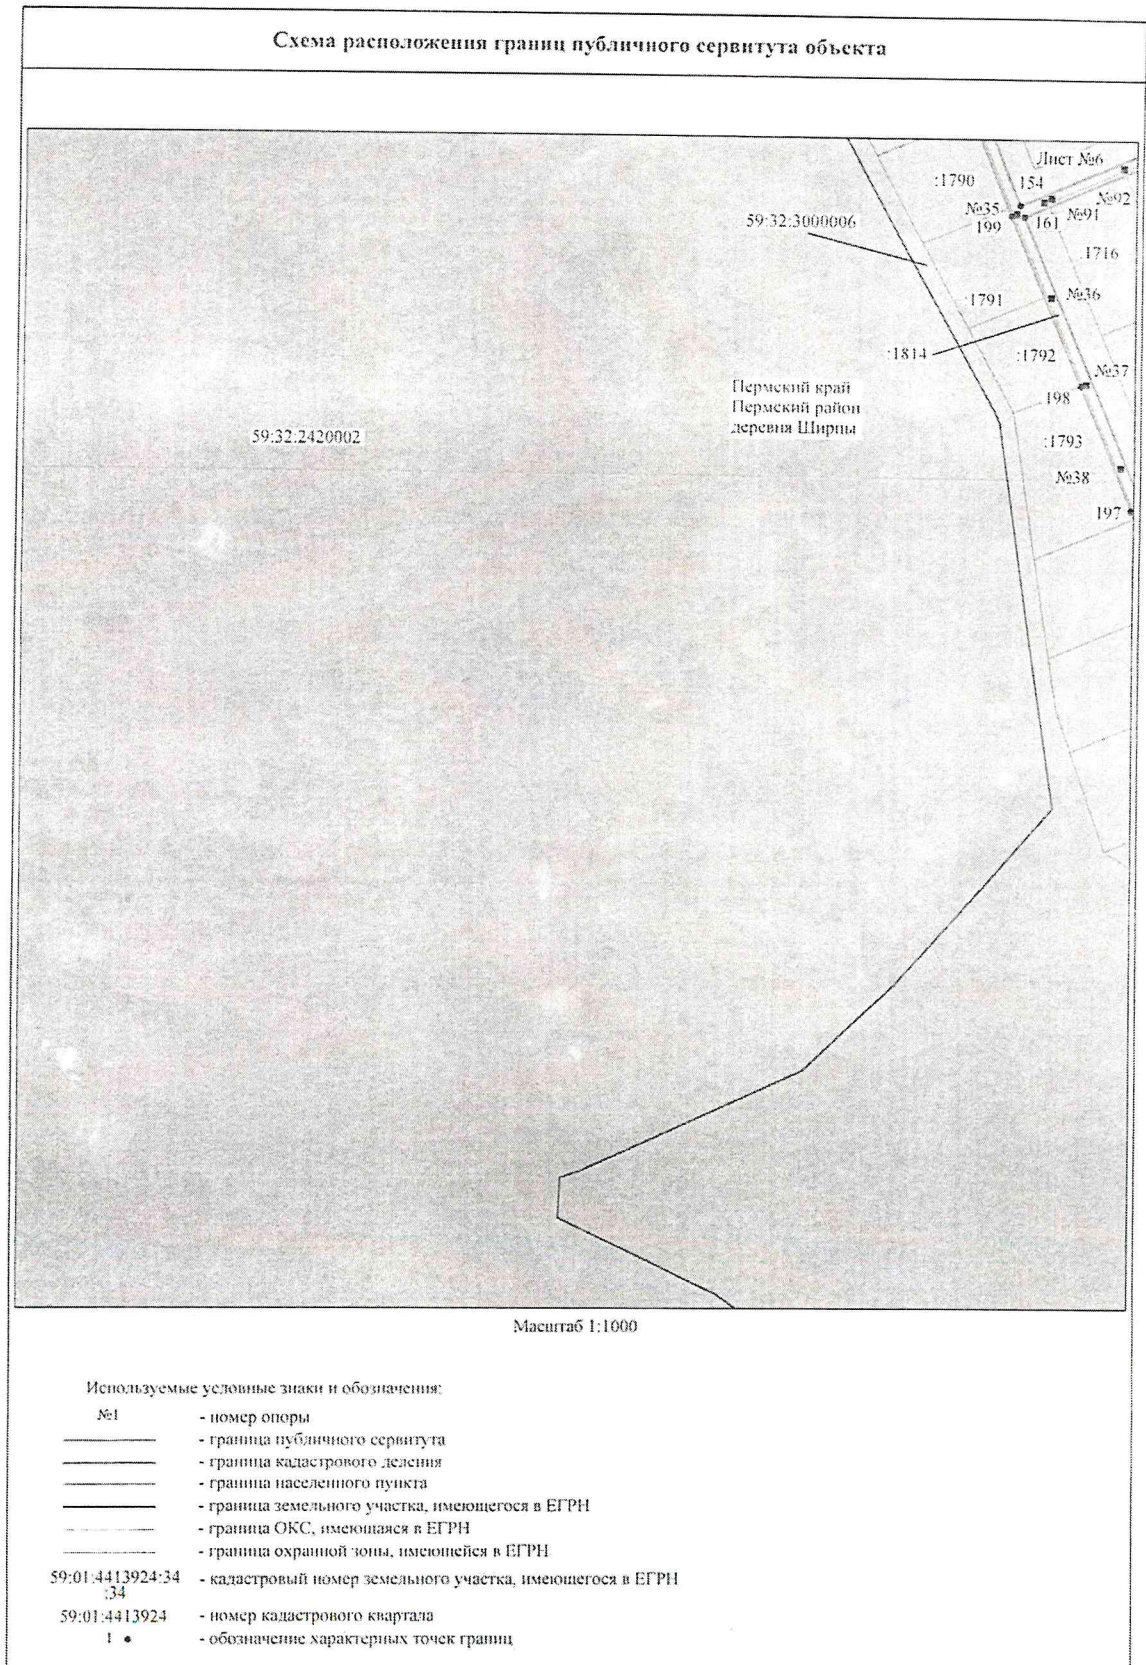 Схема расположения границ публичного сервитута объекта
Лист №6
:1790
154
№92
№35
№91
59:32:3000006
199
161
:1716
:1791
№36
:1814
:1792
№37
Пермский край
Пермский район
деревня Ширпы
198
59:32:2420002
:1793
№38
197
Масштаб 1:1000
Используемые условные знаки и обозначения:
№1 - номер опоры
- граница публичного сервитута
- граница кадастрового деления
- граница населенного пункта
- граница земельного участка, имеющегося в ЕГРН
- граница ОКС, имеющаяся в ЕГРН
- граница охранной зоны, имеющейся в ЕГРН
59:01:4413924:34 - кадастровый номер земельного участка, имеющегося в ЕГРН
:34
59:01:4413924 - номер кадастрового квартала
1 • - обозначение характерных точек границ